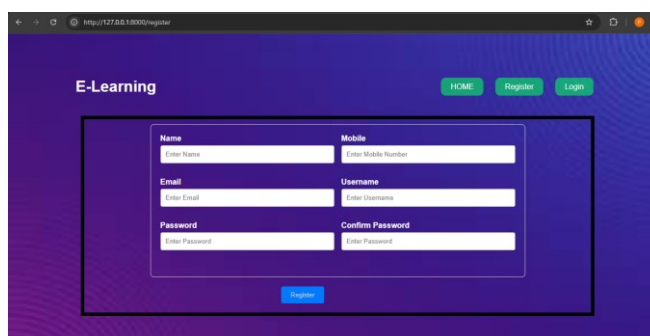 http://127.0.0.1:8000/register
E-Learning
HOME Register Login
Name Mobile
Enter Name Enter Mobile Number
Email Username
Enter Email Enter Username
Password Confirm Password
Enter Password Enter Password
Register